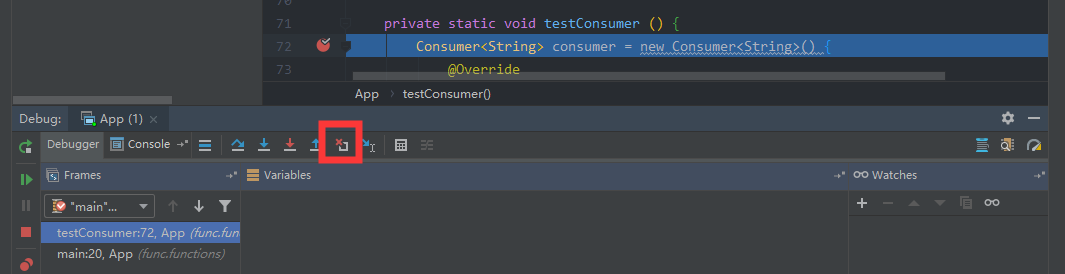 70
71 private static void testConsumer () {
72 Consumer<String> consumer = new Consumer<String>() {
73 @Override
App > testConsumer()
Debug: App (1) ×
Debugger Console
Frames Variables Watches
"main"...
testConsumer:72, App (func.fun
main:20, App (func.functions)